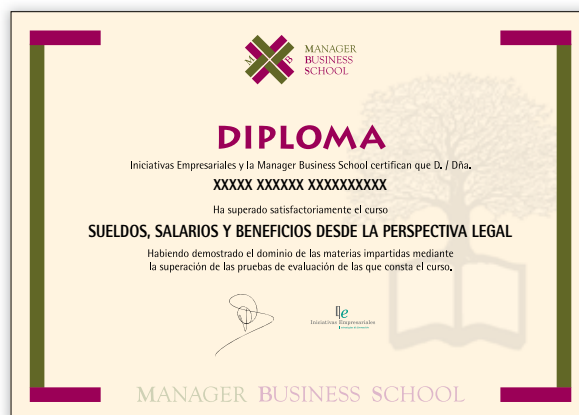 M B
MANAGER
BUSINESS
SCHOOL
DIPLOMA
Iniciativas Empresariales y la Manager Business School certifican que D. / Dña.
XXXXX XXXXXX XXXXXXXXXX
Ha superado satisfactoriamente el curso
SUELDOS, SALARIOS Y BENEFICIOS DESDE LA PERSPECTIVA LEGAL
Habiendo demostrado el dominio de las materias impartidas mediante
la superación de las pruebas de evaluación de las que consta el curso.
Ie
Iniciativas Empresariales
MANAGER BUSINESS SCHOOL